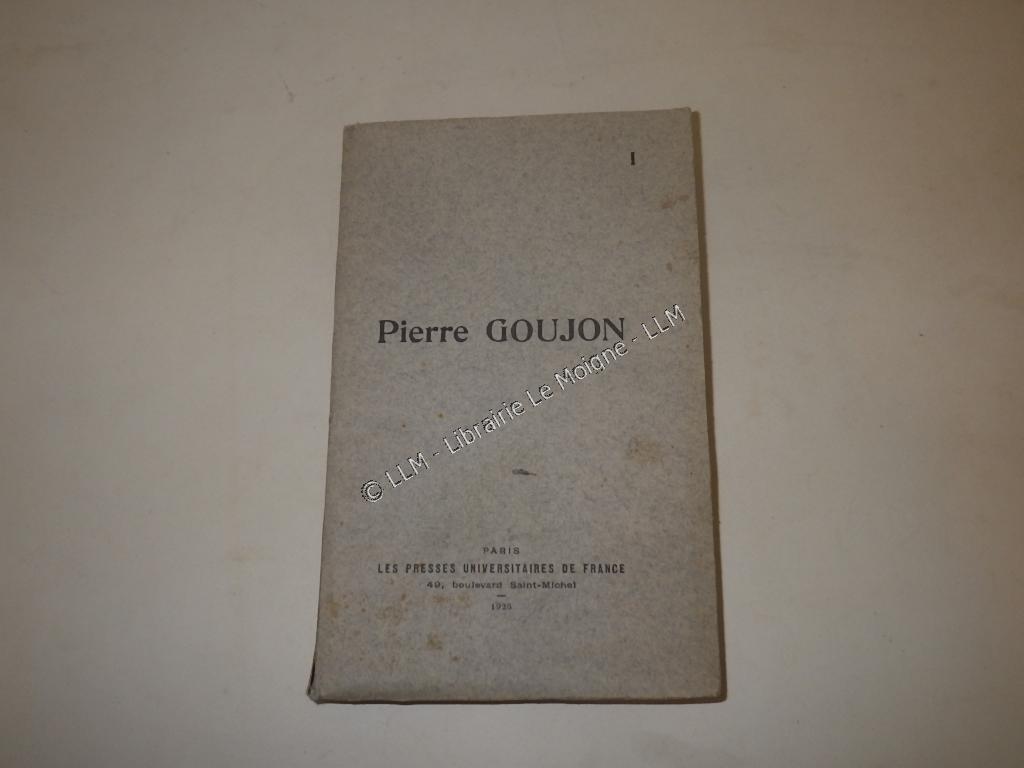 I
Pierre GOUJON
© LLM - Librairie Le Moigne - LLM
PARIS
LES PRESSES UNIVERSITAIRES DE FRANCE
49, boulevard Saint-Michel